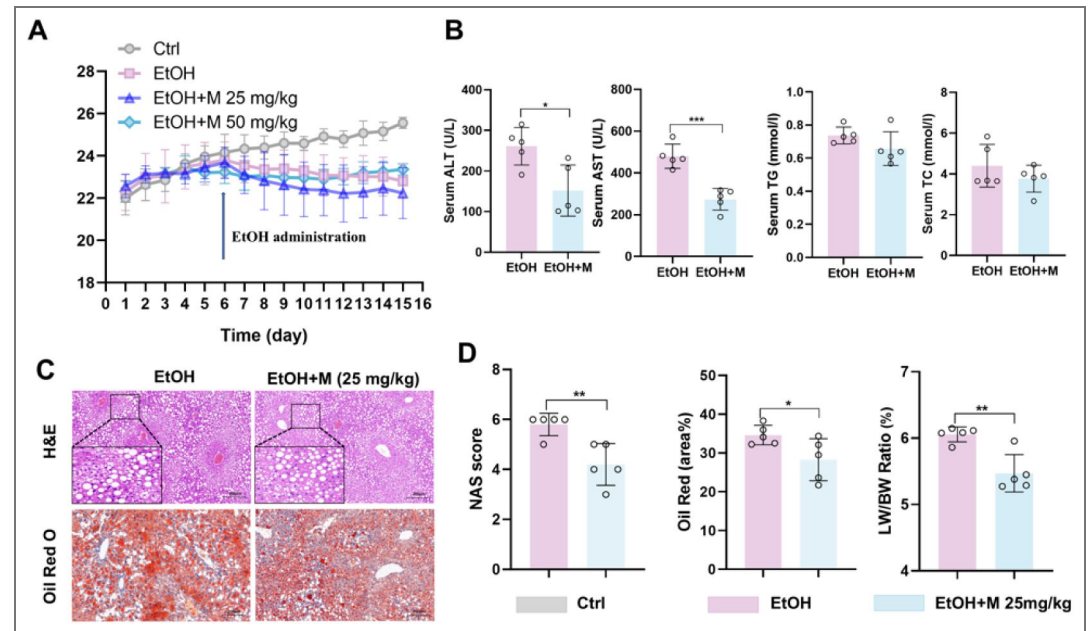 A
Ctrl
EtOH
EtOH+M 25 mg/kg
EtOH+M 50 mg/kg
28
26
24
22
20
18
EtOH administration
0 1 2 3 4 5 6 7 8 9 10 11 12 13 14 15 16
Time (day)
B
Serum ALT (U/L)
400
300
200
100
0
*
EtOH EtOH+M
Serum AST (U/L)
800
600
400
200
0
***
EtOH EtOH+M
Serum TG (mmol/l)
1.0
0.8
0.6
0.4
0.2
0.0
EtOH EtOH+M
Serum TC (mmol/l)
8
6
4
2
0
EtOH EtOH+M
C
EtOH EtOH+M (25 mg/kg)
H&E
Oil Red O
D
NAS score
6
4
2
0
8
**
Oil Red (area%)
50
40
30
20
10
0
*
LW/BW Ratio (%)
7
6
5
4
**
Ctrl EtOH EtOH+M 25mg/kg